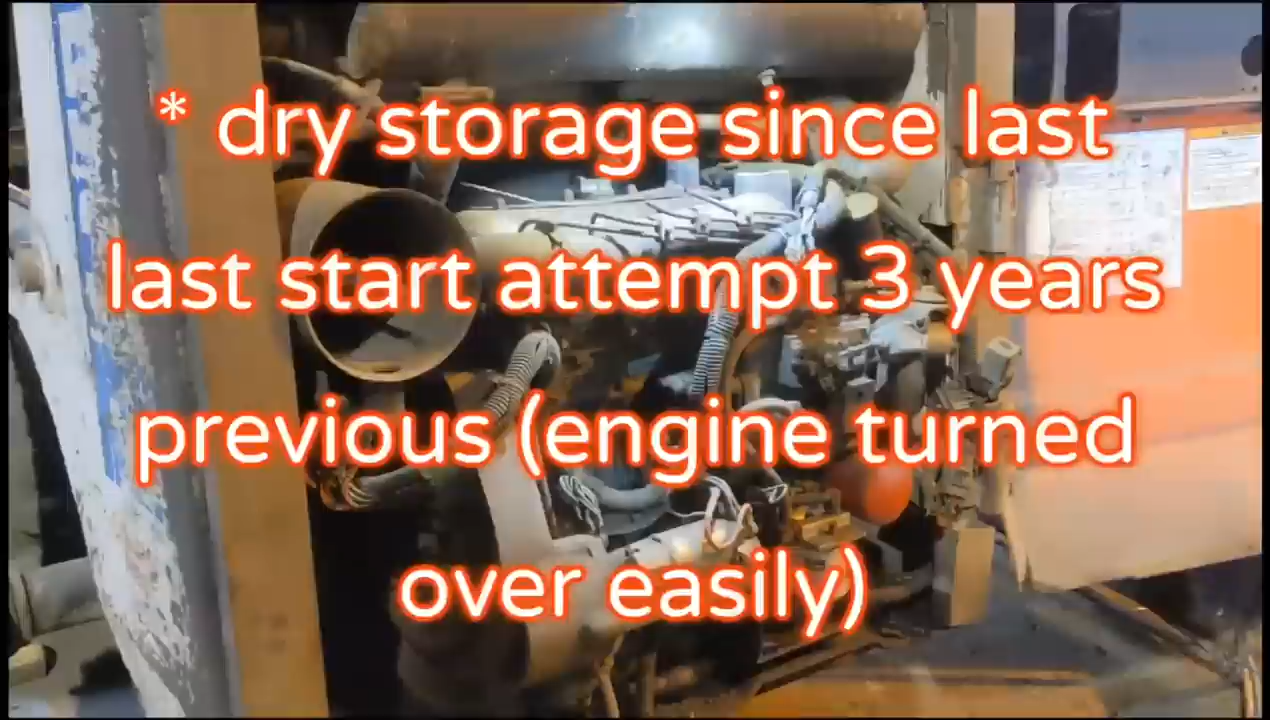 * dry storage since last
last start attempt 3 years
previous (engine turned
over easily)